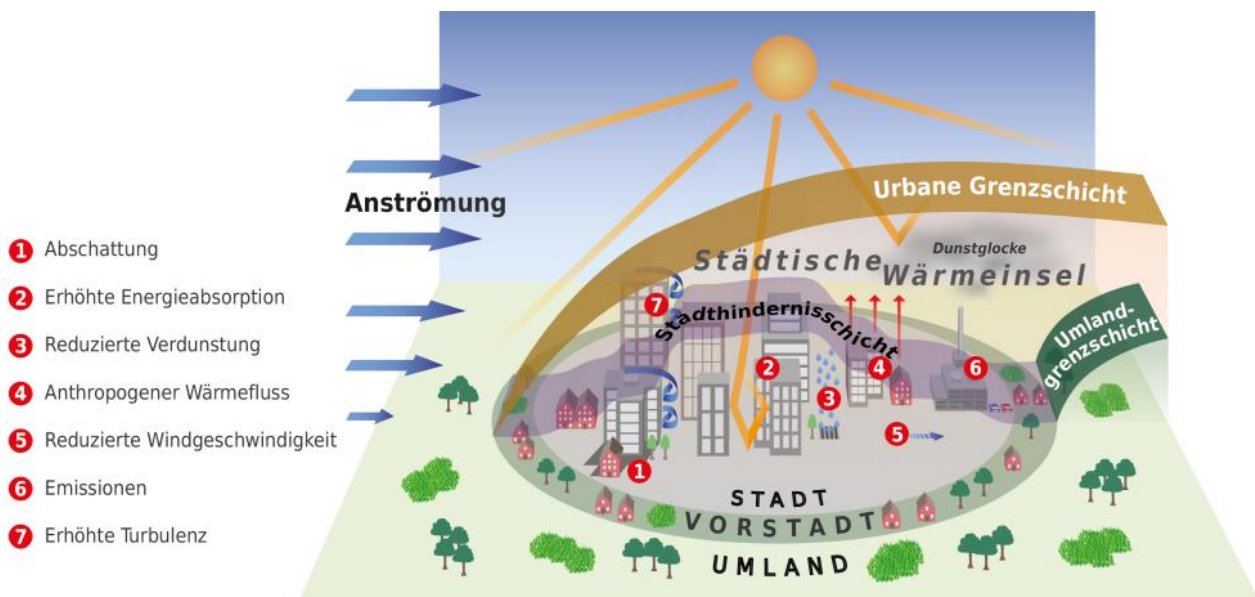 Urbane Grenzschicht
Anströmung
1 Abschattung
2 Erhöhte Energieabsorption
3 Reduzierte Verdunstung
4 Anthropogener Wärmefluss
5 Reduzierte Windgeschwindigkeit
6 Emissionen
7 Erhöhte Turbulenz
Dunstglocke
Städtische
Wärmeinsel
Stadthindernisschicht
Umland-
grenzschicht
7
2
4
6
3
5
1
STADT
VORSTADT
UMLAND